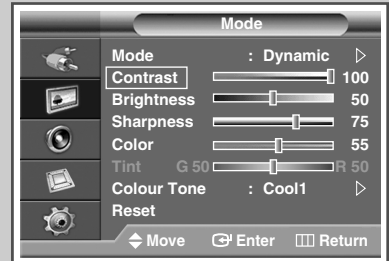 Mode
Mode : Dynamic
Contrast 100
Brightness 50
Sharpness 75
Color 55
Tint G 50 R 50
Colour Tone : Cool1
Reset
Move Enter Return